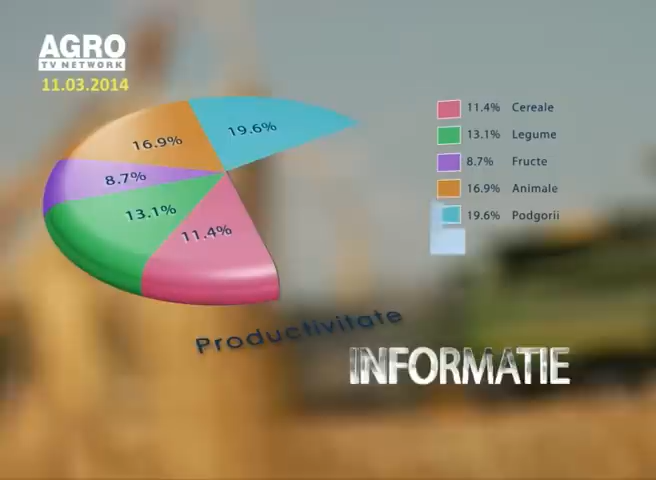 AGRO
TV NETWORK
11.03.2014
19.6%
16.9%
8.7%
13.1%
11.4%
11.4% Cereale
13.1% Legume
8.7% Fructe
16.9% Animale
19.6% Podgorii
Productivitate
INFORMATIE